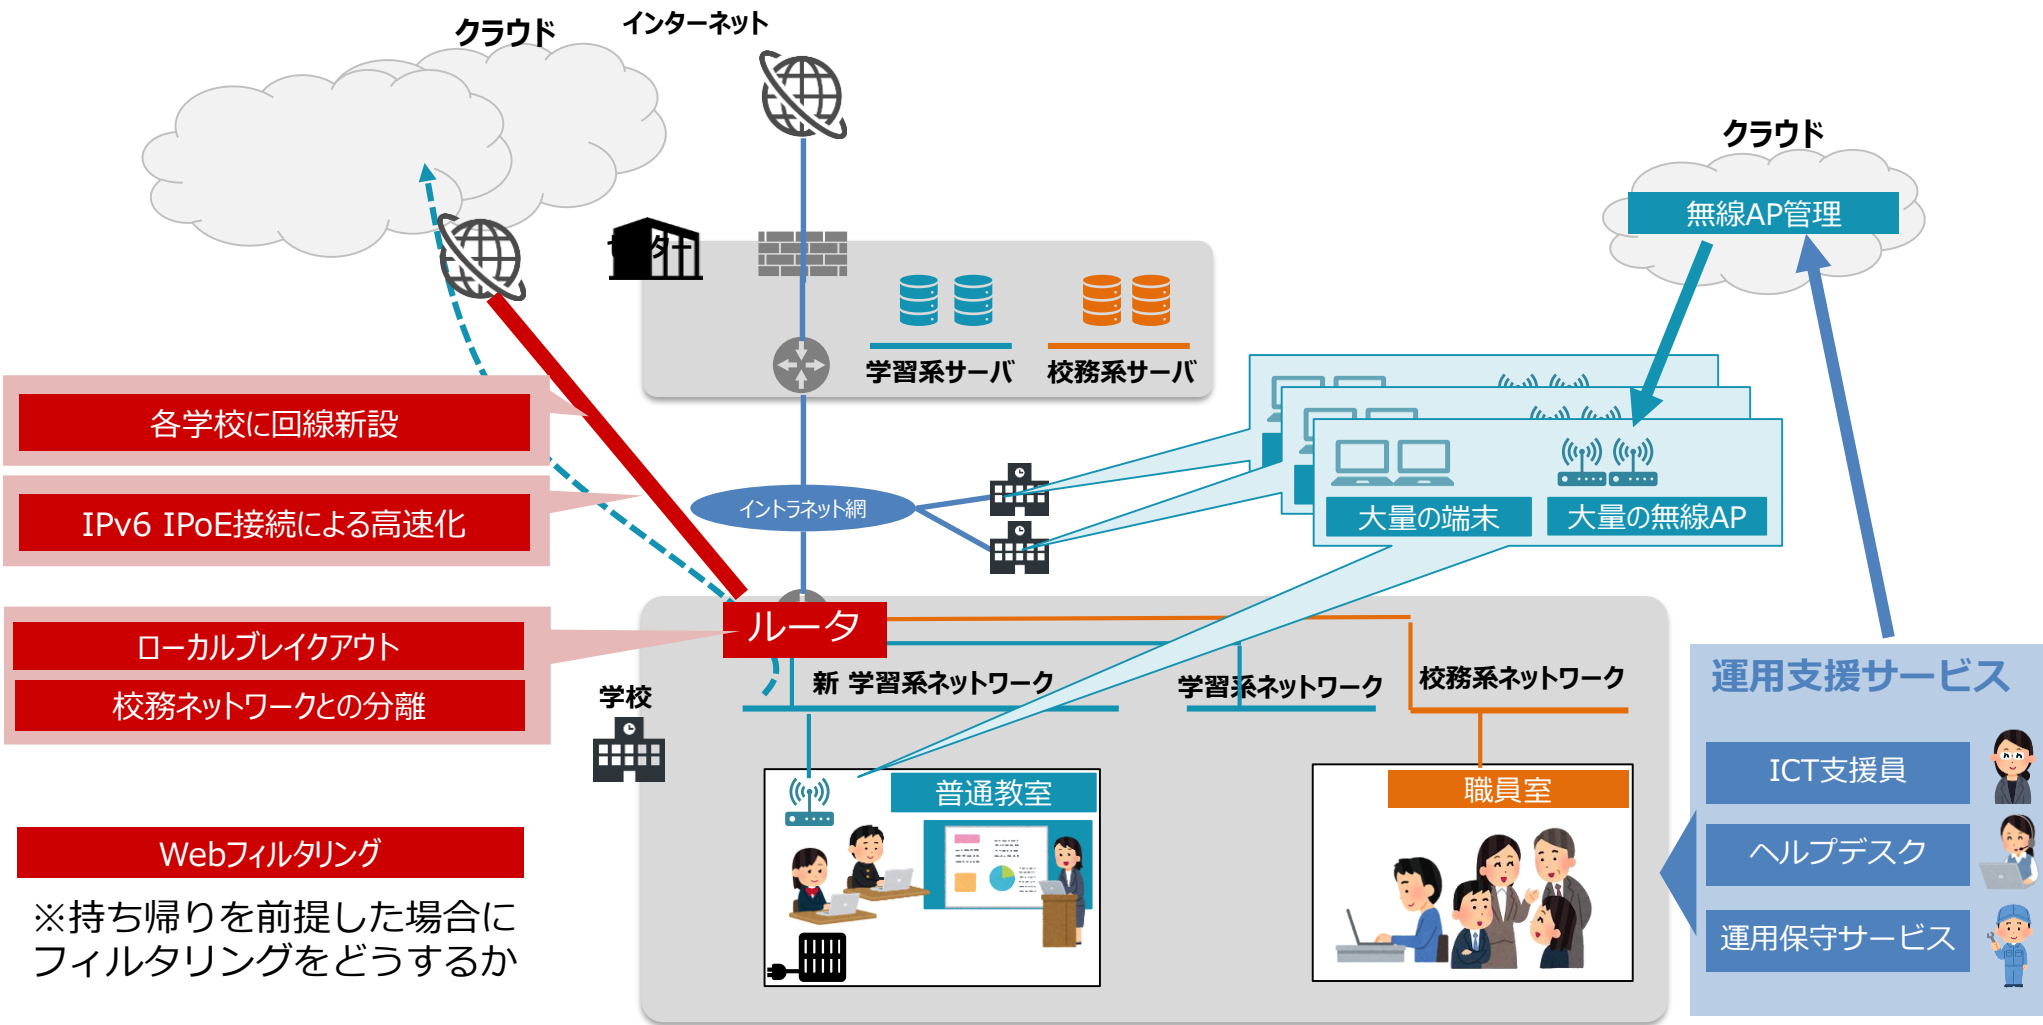 クラウド
インターネット
クラウド
無線AP管理
学習系サーバ
校務系サーバ
各学校に回線新設
IPv6 IPoE接続による高速化
イントラネット網
大量の端末
大量の無線AP
ルータ
ローカルブレイクアウト
校務ネットワークとの分離
学校
新 学習系ネットワーク
学習系ネットワーク
校務系ネットワーク
運用支援サービス
普通教室
職員室
ICT支援員
ヘルプデスク
運用保守サービス
Webフィルタリング
※持ち帰りを前提した場合に
フィルタリングをどうするか